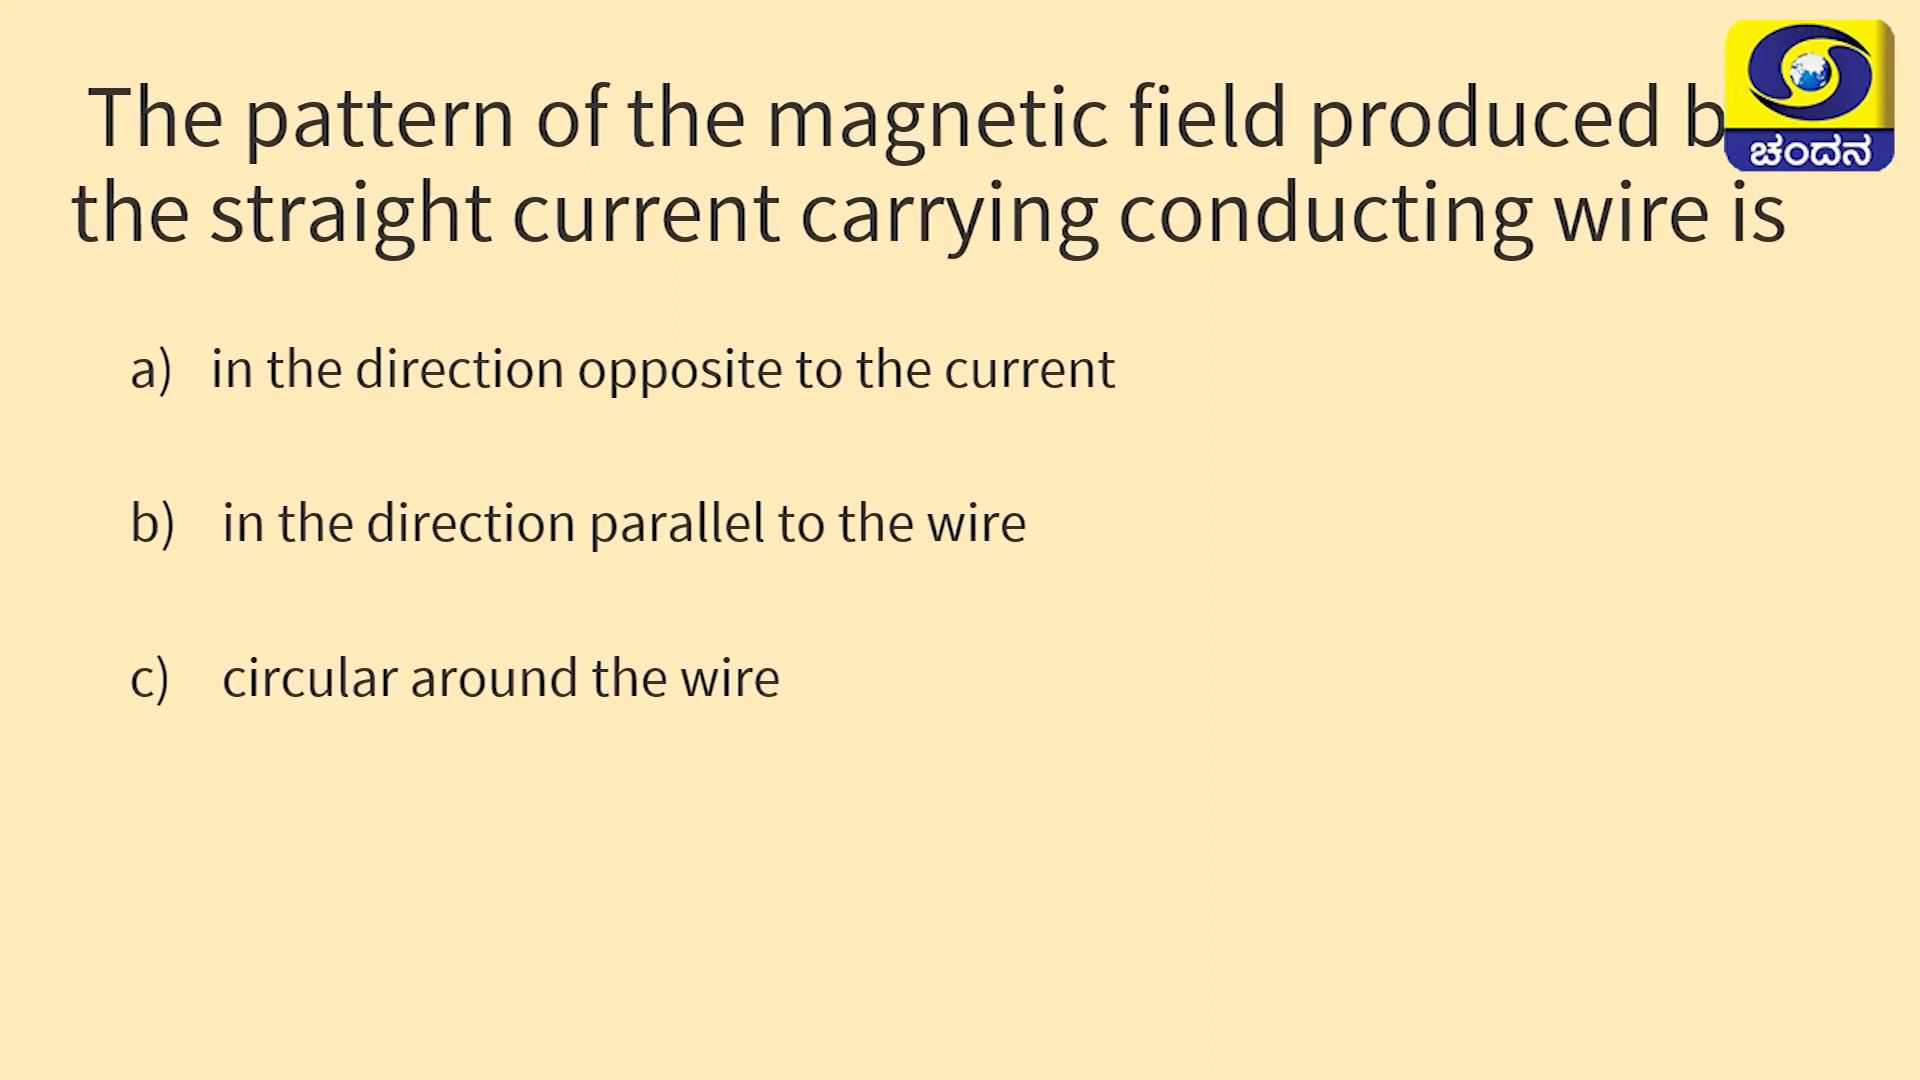 The pattern of the magnetic field produced
the straight current carrying conducting wire is
ಚಂದನ
a) in the direction opposite to the current
b) in the direction parallel to the wire
c) circular around the wire